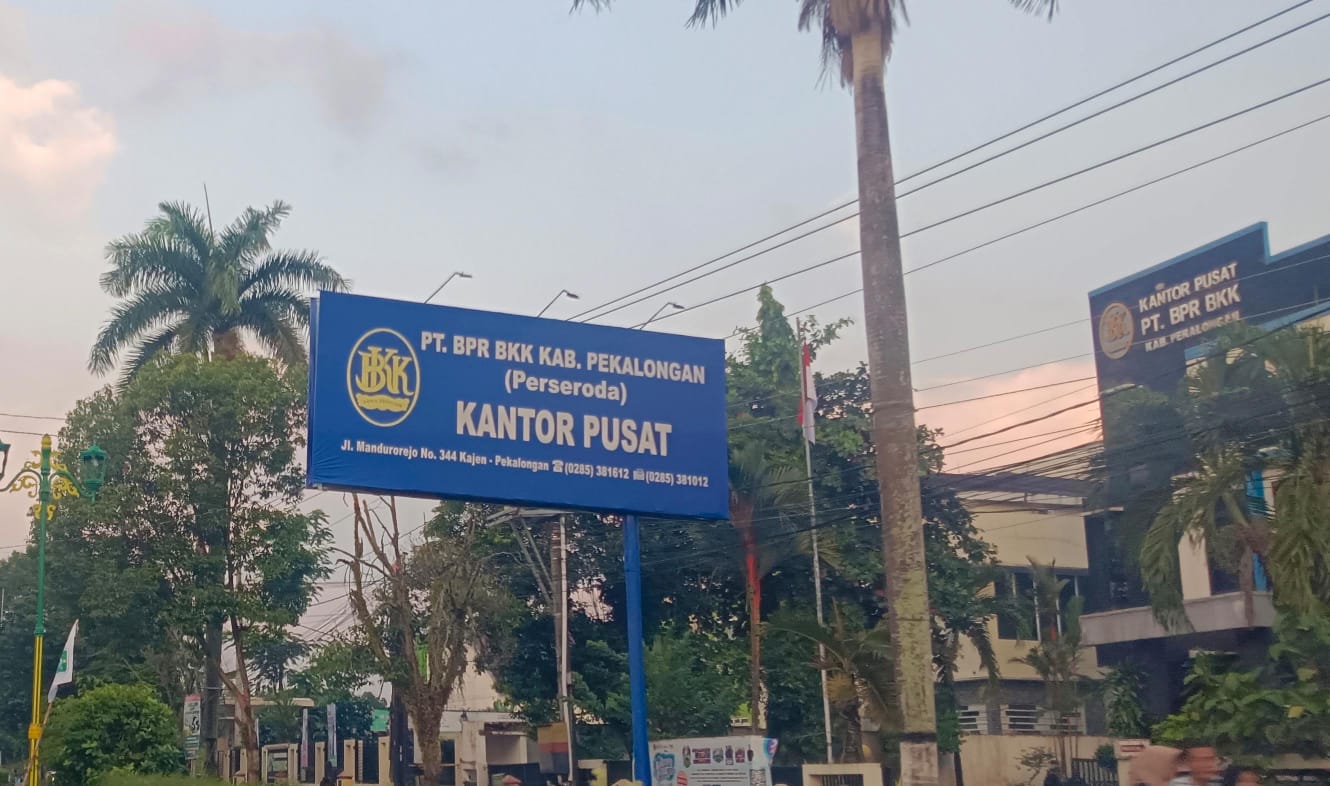 BKK
PT. BPR BKK KAB. PEKALONGAN
(Perseroda)
KANTOR PUSAT
Jl. Mandurorejo No. 344 Kajen - Pekalongan ☎(0285) 381612 📠(0285) 381012
KANTOR PUSAT
PT. BPR BKK
KAB. PEKALONGAN